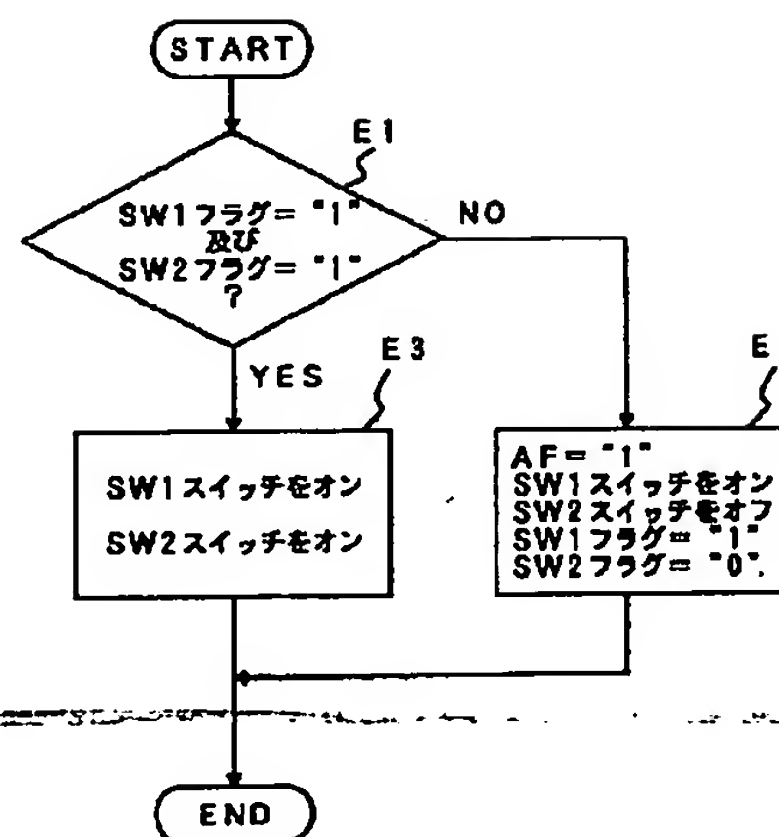 START
E1
SW1フラグ= "1"
及び
SW2フラグ= "1"
?
NO
YES
E3
E
SW1スイッチをオン
SW2スイッチをオン
AF= "1"
SW1スイッチをオン
SW2スイッチをオフ
SW1フラグ= "1"
SW2フラグ= "0".
END